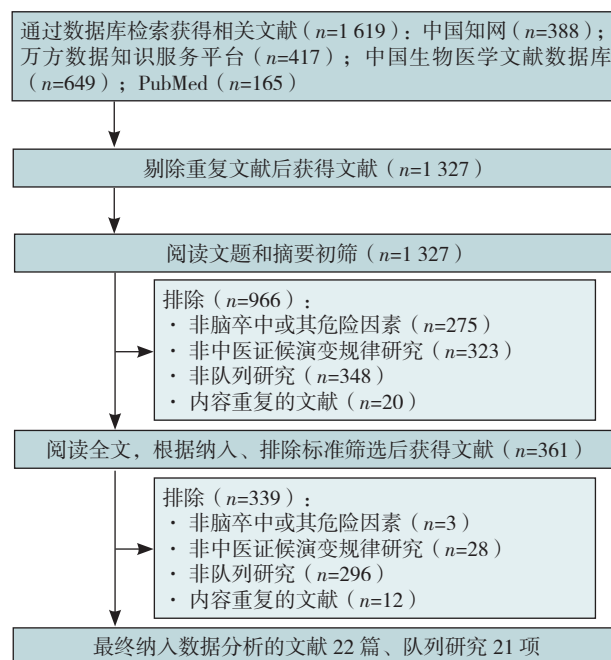 通过数据库检索获得相关文献（n=1 619）：中国知网（n=388）；
万方数据知识服务平台（n=417）；中国生物医学文献数据库
（n=649）；PubMed（n=165）
剔除重复文献后获得文献（n=1 327）
阅读文题和摘要初筛（n=1 327）
排除（n=966）：
· 非脑卒中或其危险因素（n=275）
· 非中医证候演变规律研究（n=323）
· 非队列研究（n=348）
· 内容重复的文献（n=20）
阅读全文，根据纳入、排除标准筛选后获得文献（n=361）
排除（n=339）：
· 非脑卒中或其危险因素（n=3）
· 非中医证候演变规律研究（n=28）
· 非队列研究（n=296）
· 内容重复的文献（n=12）
最终纳入数据分析的文献 22 篇、队列研究 21 项